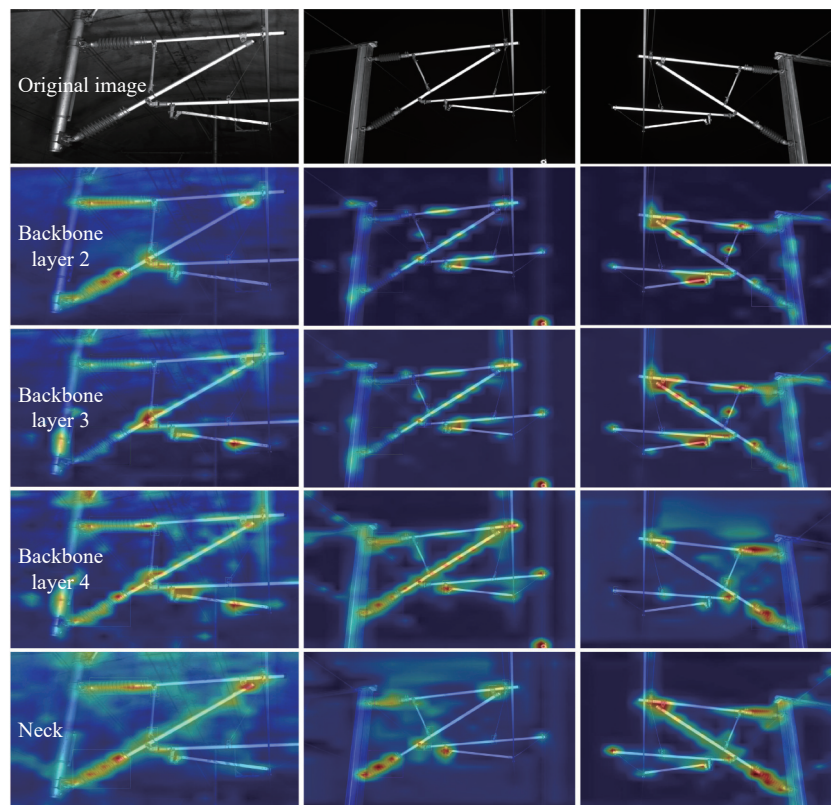 Original image
Backbone
layer 2
Backbone
layer 3
Backbone
layer 4
Neck